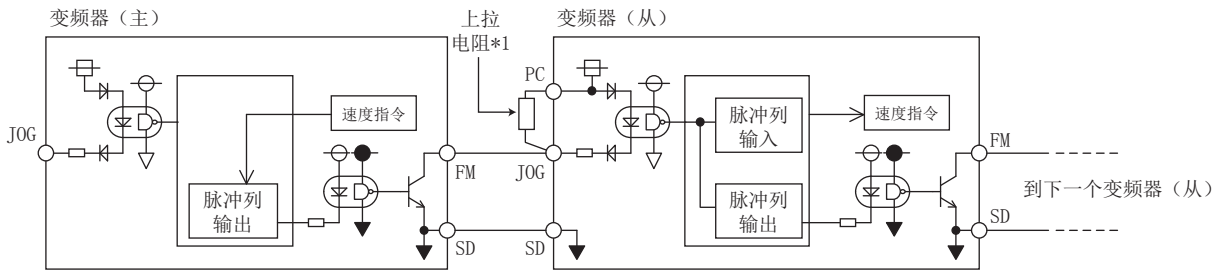 变频器（主）
上拉
电阻*1
变频器（从）
PC
速度指令
脉冲列
输入
速度指令
JOG
FM
JOG
FM
脉冲列
输出
脉冲列
输出
到下一个变频器（从）
SD
SD
SD